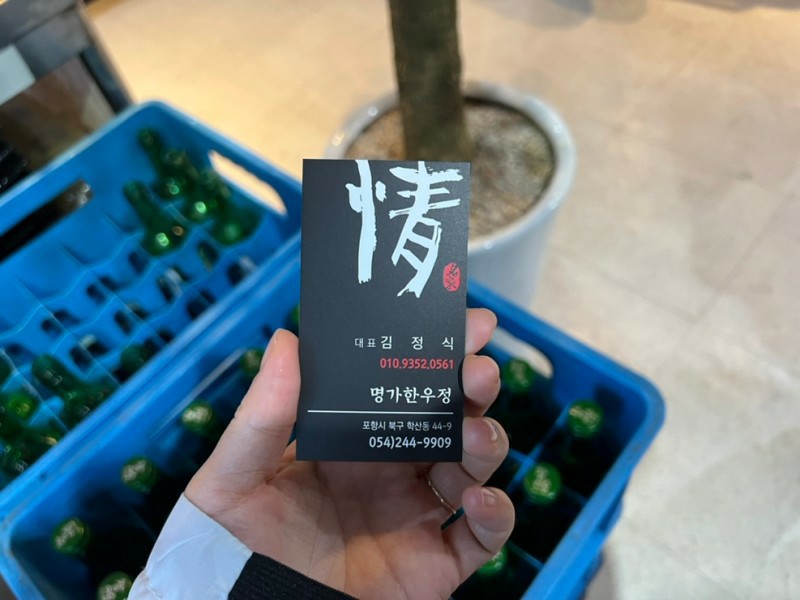 情
대표 김 정 식
010.9352.0561
명가한우정
포항시 북구 학산동 44-9
054)244-9909